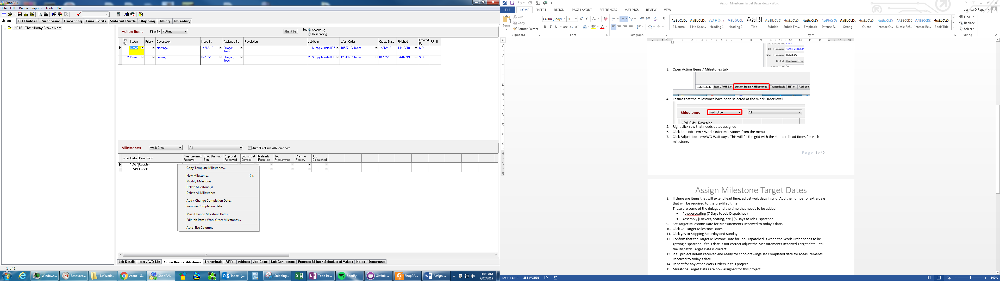 ShopPAK
File Edit Define Reports Tools Help
Jobs PO Builder Purchasing Receiving Time Cards Material Cards Shipping Billing Inventory
14018 - The Albany Crows Nest
Action Items Filter By Nothing Run Filter Seq Ascending
Descending
Ref No Status Priority Description Need By Assigned To Resolution Job Item Work Order Create Date Finished Created By RFI #
1 Closed drawings 14/12/18 O'regan, Josh 1 - Supply & Install R7 10537 - Cubicles 14/12/18 14/12/18 S.D.
2 Closed drawings 04/02/19 O'regan, Josh 2 - Supply & Install R8 12549 - Cubicles 01/02/19 04/02/19 S.D.
Milestones Work Order All Auto fill column with same date
Work Order Description Measurements Receive Shop Drawings Sent Approval Received Cutting List Complet Materials Reserved Job Programmed Plans to Factory Job Dispatched
10537 Cubicles
12549 Cubicles
Copy Template Milestones...
New Milestone... Ins
Modify Milestone...
Delete Milestone(s)
Delete All Milestones
Add / Change Completion Date...
Remove Completion Date
Mass Change Milestone Dates...
Edit Job Item / Work Order Milestones...
Auto-Size Columns
Job Details Item / WO List Action Items / Milestones Transmittals RFI's Address Job Costs Sub Contractors Progress Billing / Schedule of Values Notes Documents
1 of 1
Windows... Resource... N:\Work... Atom - G... ShopPAK Inbox - j... Snipping... Todo Ite... Spotify GitHub ... ShopPA... Assign ... 11:02 AM
7/02/2019
Assign Milestone Target Dates.docx - Word
FILE HOME INSERT DESIGN PAGE LAYOUT REFERENCES MAILINGS REVIEW VIEW Joshua O'Regan
Paste Cut
Copy
Format Painter
Calibri (Body) 11
AaBbCcDc AaBbCcDc AaBbCc AaBbCcC AaBl AaBbCcC AaBbCcDc AaBbCcDc AaBbCcDc AaBbCcDc AaBbCcDc AaBbCcDc AABBCCDC AABBCCDC AaBbCcDc
¶ Normal ¶ No Spac... Heading 1 Heading 2 Title Subtitle Subtle Em... Emphasis Intense E... Strong Quote Intense Q... Subtle Ref... Intense Re... Book Title
Find
Replace
Select
Clipboard Font Paragraph Styles Editing
Bill To Customer Paynter Dixon Con
Ship To Customer The Albany
Contact Thirukumar, Teny
3. Open Action Items / Milestones tab
Job Details Item / WO List Action Items / Milestones Transmittals RFI's Address
4. Ensure that the milestones have been selected at the Work Order level.
Milestones Work Order All
Work Order Description
5. Right click row that needs dates assigned
6. Click Edit Job Item / Work Order Milestones from the menu
7. Click Adjust Job Item/WO Wait days. This will fill the grid with the standard lead times for each
milestone.
Page 1 of 2
Assign Milestone Target Dates
8. If there are items that will extend lead time, adjust wait days in grid. Add the number of extra days
that will be required to the pre-filled time.
These are some of the delays and the time that needs to be added
• Powdercoating (7 Days to Job Dispatched)
• Assembly [Lockers, seating, etc.] (5 Days to Job Dispatched
9. Set Target Milestone Date for Measurements Received to today's date.
10. Click Cal Target Milestone Dates
11. Click yes to Skipping Saturday and Sunday
12. Confirm that the Target Milestone Date for Job Dispatched is when the Work Order needs to be
getting dispatched. If this date is not correct adjust the Measurements Received Target date until
the Dispatch Target Date is correct.
13. If all project details received and ready for shop drawings set Completed date for Measurements
Received to today's date
14. Repeat for any other Work Orders in this project
15. Milestone Target Dates are now assigned for this project.
PAGE 1 OF 2 235 WORDS 100%